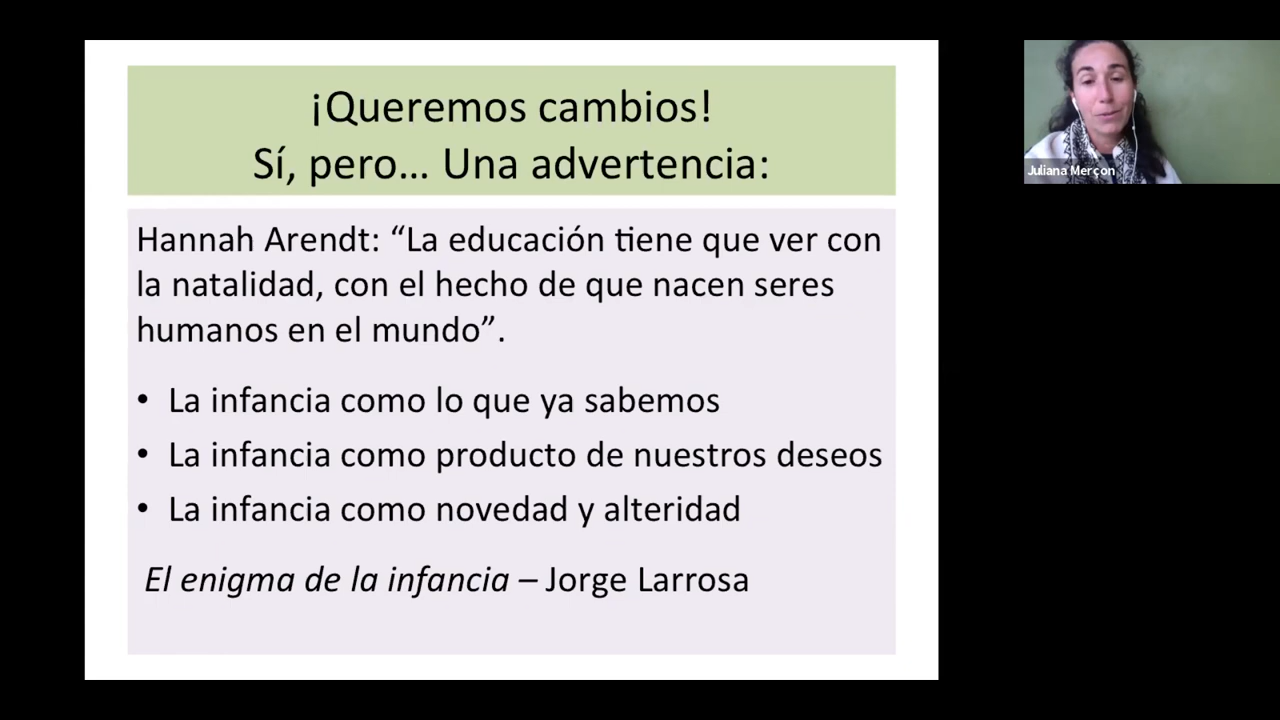 ¡Queremos cambios!
Sí, pero... Una advertencia:
Hannah Arendt: “La educación tiene que ver con
la natalidad, con el hecho de que nacen seres
humanos en el mundo”.
• La infancia como lo que ya sabemos
• La infancia como producto de nuestros deseos
• La infancia como novedad y alteridad
El enigma de la infancia – Jorge Larrosa
Juliana Merçon